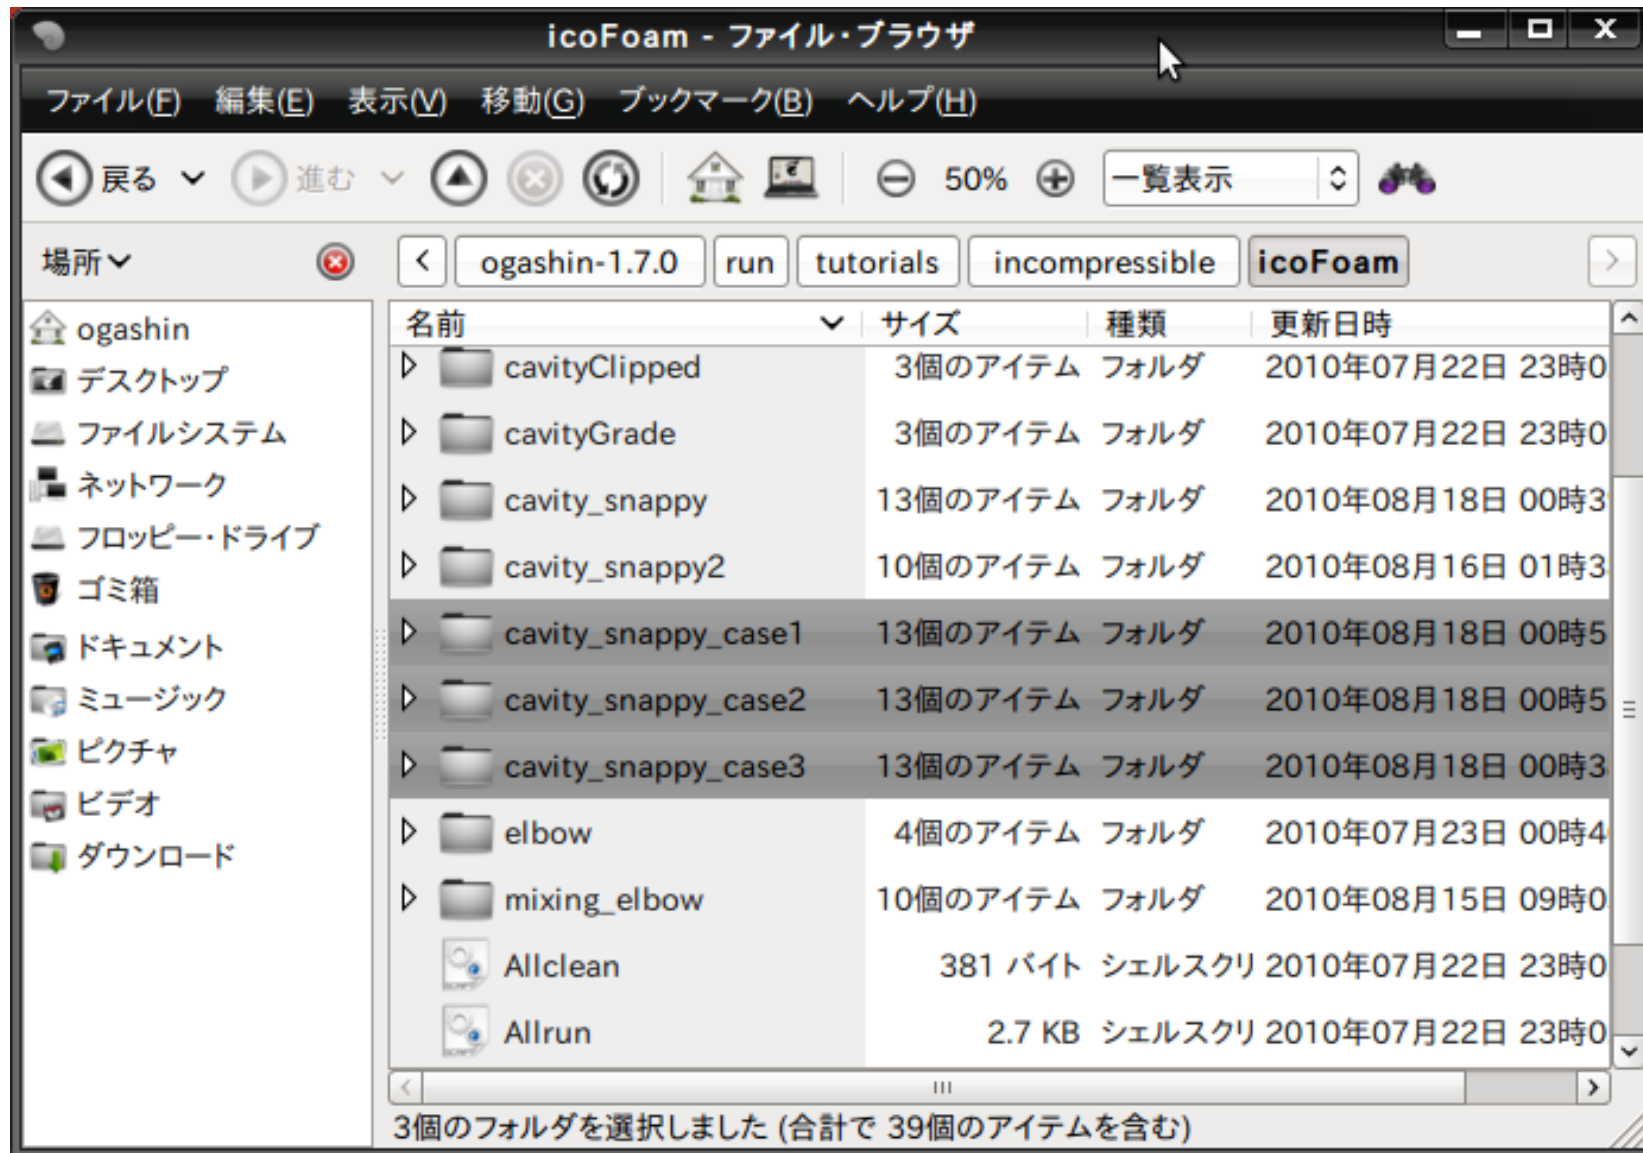 icoFoam - ファイル・ブラウザ
ファイル(F) 編集(E) 表示(V) 移動(G) ブックマーク(B) ヘルプ(H)
戻る 進む 50% 一覧表示
場所 ogashin-1.7.0 run tutorials incompressible icoFoam
名前 サイズ 種類 更新日時
ogashin
デスクトップ
ファイルシステム
ネットワーク
フロッピー・ドライブ
ゴミ箱
ドキュメント
ミュージック
ピクチャ
ビデオ
ダウンロード
cavityClipped 3個のアイテム フォルダ 2010年07月22日 23時0
cavityGrade 3個のアイテム フォルダ 2010年07月22日 23時0
cavity_snappy 13個のアイテム フォルダ 2010年08月18日 00時3
cavity_snappy2 10個のアイテム フォルダ 2010年08月16日 01時3
cavity_snappy_case1 13個のアイテム フォルダ 2010年08月18日 00時5
cavity_snappy_case2 13個のアイテム フォルダ 2010年08月18日 00時5
cavity_snappy_case3 13個のアイテム フォルダ 2010年08月18日 00時3
elbow 4個のアイテム フォルダ 2010年07月23日 00時4
mixing_elbow 10個のアイテム フォルダ 2010年08月15日 09時0
Allclean 381 バイト シェルスクリ 2010年07月22日 23時0
Allrun 2.7 KB シェルスクリ 2010年07月22日 23時0
3個のフォルダを選択しました (合計で 39個のアイテムを含む)